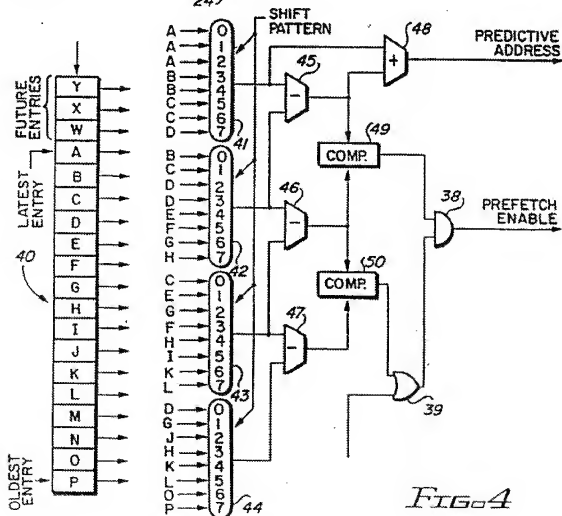 24
SHIFT
PATTERN
48
PREDICTIVE
ADDRESS
45
FUTURE
ENTRIES
Y
X
W
A
B
C
D
E
F
G
H
I
J
K
L
M
N
O
P
LATEST
ENTRY
40
OLDEST
ENTRY
A 0
A 1
A 2
B 3
B 4
C 5
C 6
D 7
41
B 0
C 1
D 2
D 3
E 4
F 5
G 6
H 7
42
C 0
E 1
G 2
F 3
H 4
I 5
K 6
L 7
43
D 0
G 1
J 2
H 3
K 4
L 5
O 6
P 7
44
−
+
COMP.
49
38
PREFETCH
ENABLE
46
−
COMP.
50
47
−
39
FIG. 4